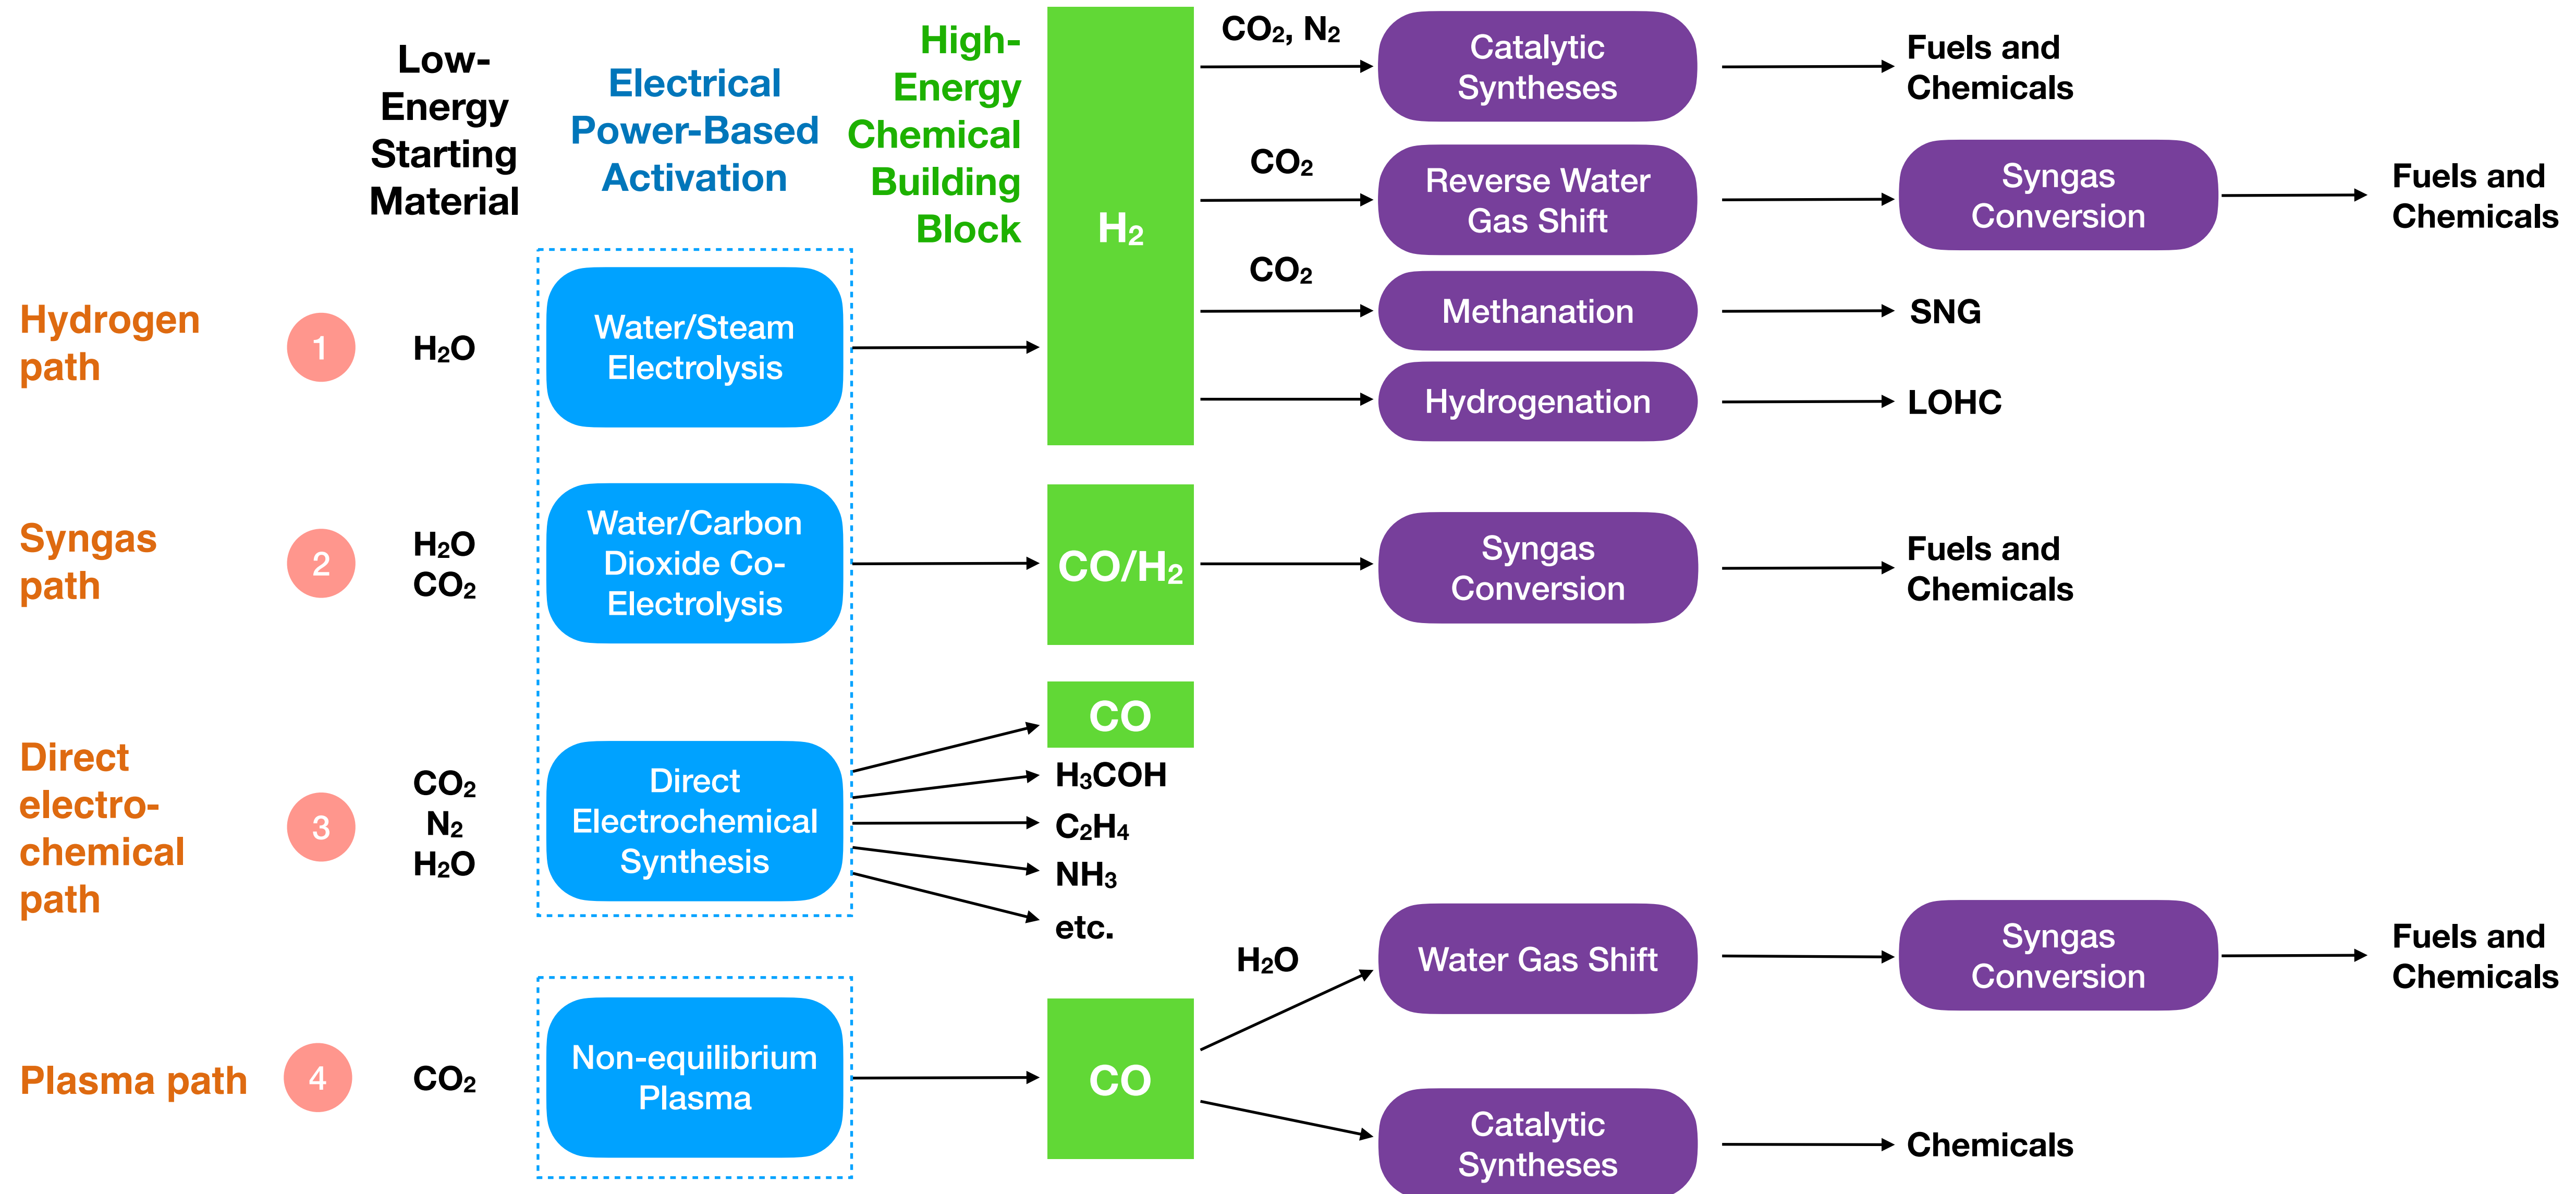 Low-
Energy
Starting
Material
Electrical
Power-Based
Activation
High-
Energy
Chemical
Building
Block
Hydrogen
path
1
H₂O
Water/Steam
Electrolysis
H₂
CO₂, N₂
Catalytic
Syntheses
Fuels and
Chemicals
CO₂
Reverse Water
Gas Shift
Syngas
Conversion
Fuels and
Chemicals
CO₂
Methanation
SNG
Hydrogenation
LOHC
Syngas
path
2
H₂O
CO₂
Water/Carbon
Dioxide Co-
Electrolysis
CO/H₂
Syngas
Conversion
Fuels and
Chemicals
Direct
electro-
chemical
path
3
CO₂
N₂
H₂O
Direct
Electrochemical
Synthesis
CO
H₃COH
C₂H₄
NH₃
etc.
Plasma path
4
CO₂
Non-equilibrium
Plasma
CO
H₂O
Water Gas Shift
Syngas
Conversion
Fuels and
Chemicals
Catalytic
Syntheses
Chemicals